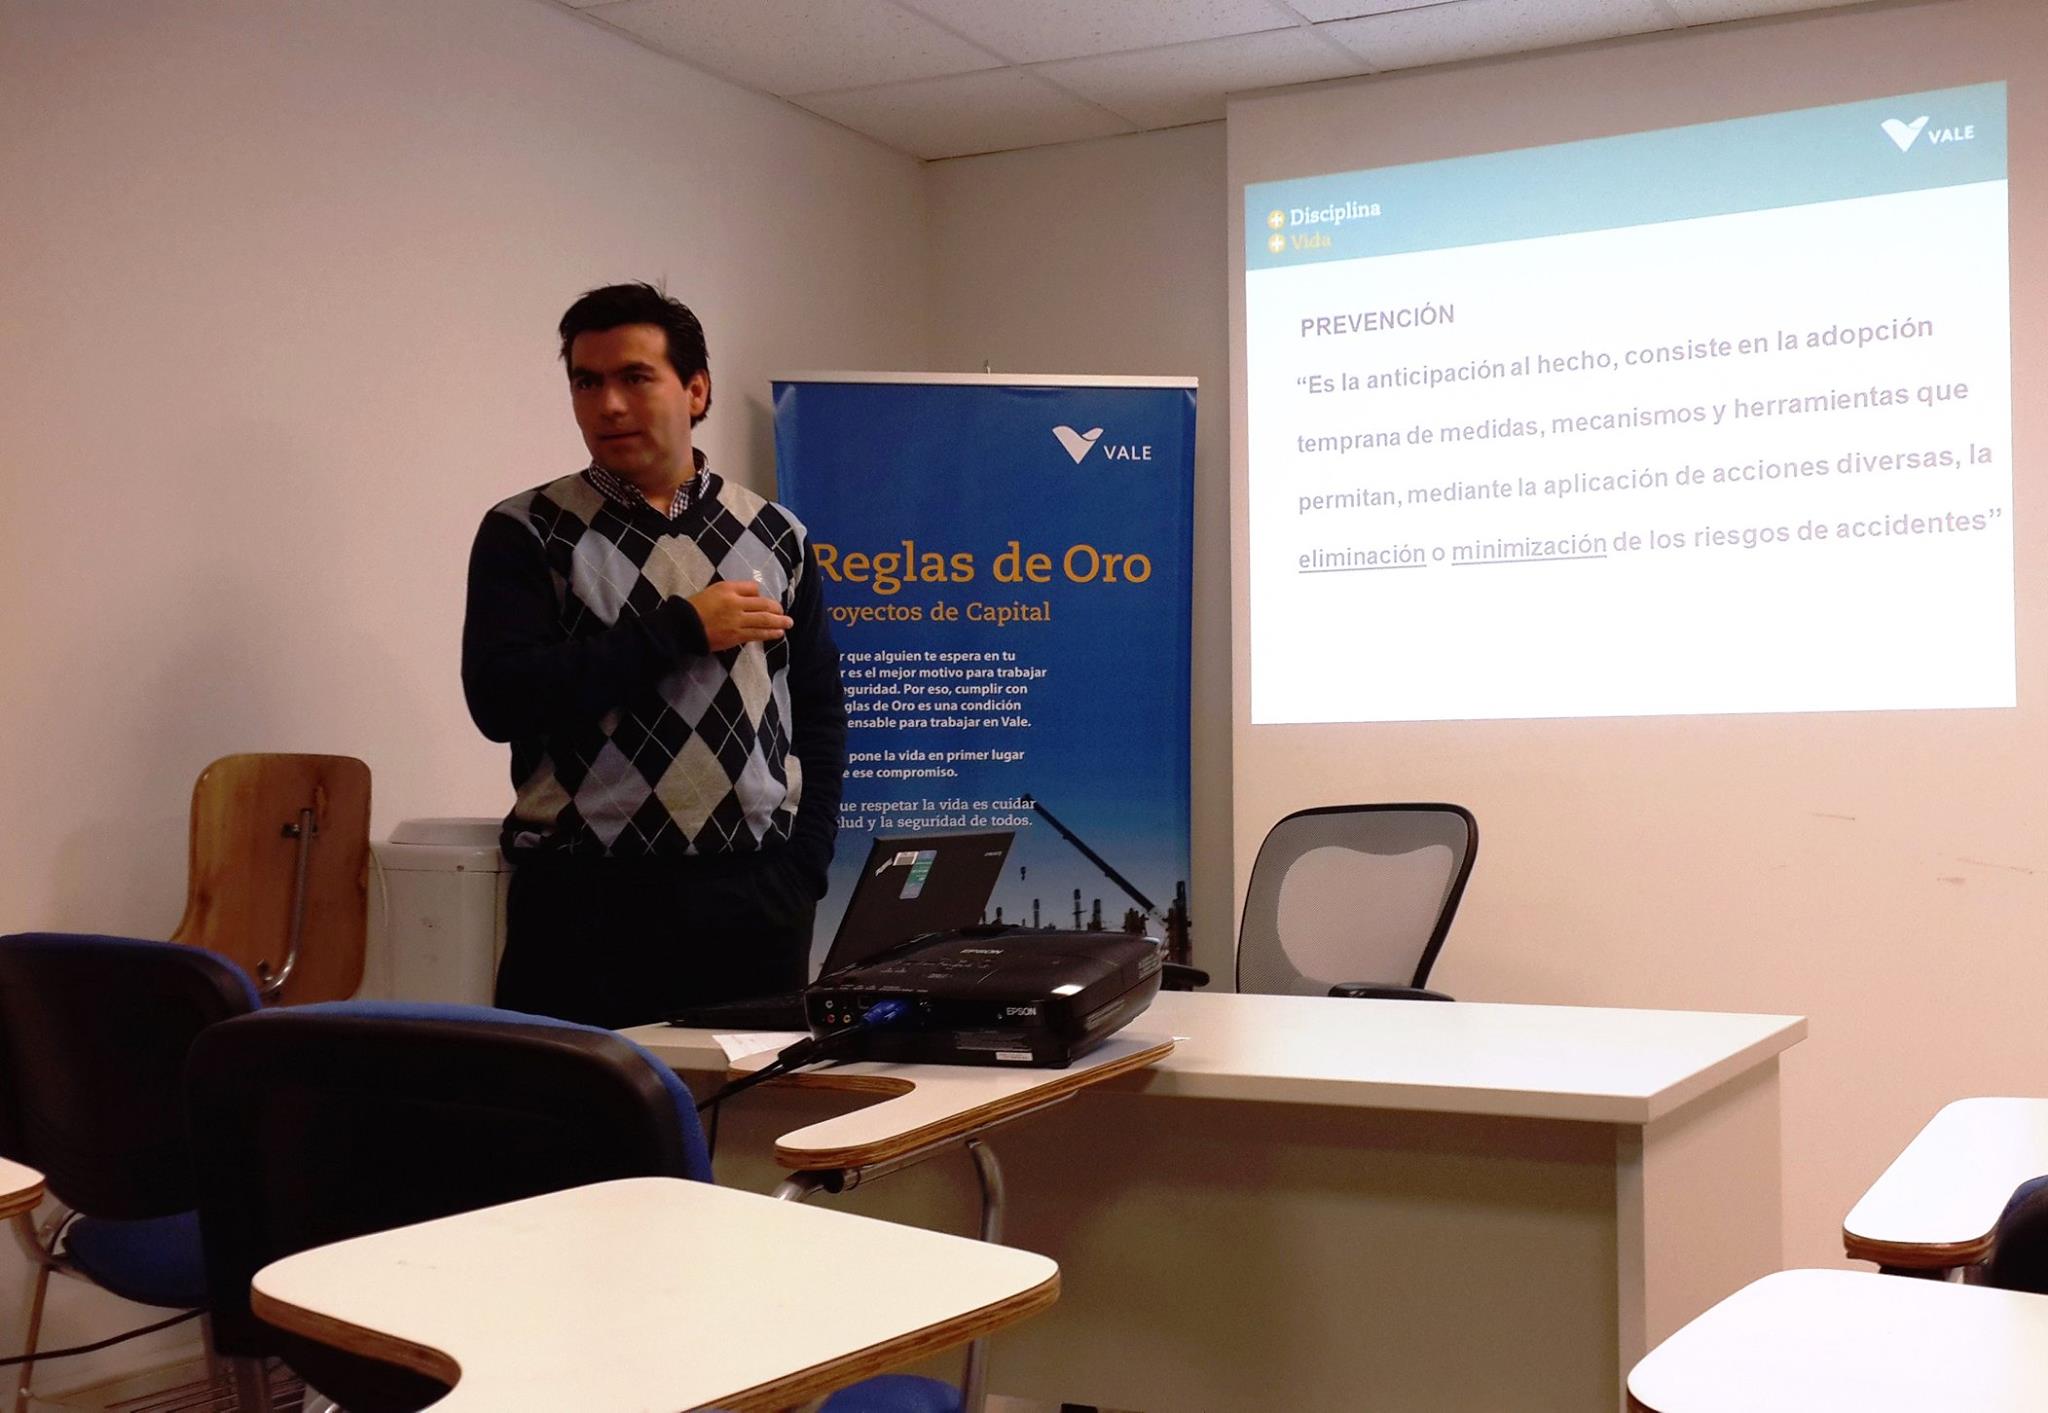 VALE
Disciplina
Vida
PREVENCIÓN
“Es la anticipación al hecho, consiste en la adopción
temprana de medidas, mecanismos y herramientas que
permitan, mediante la aplicación de acciones diversas, la
eliminación o minimización de los riesgos de accidentes”
VALE
Reglas de Oro
royectos de Capital
r que alguien te espera en tu
r es el mejor motivo para trabajar
eguridad. Por eso, cumplir con
glas de Oro es una condición
ensable para trabajar en Vale.
pone la vida en primer lugar
e ese compromiso.
ue respetar la vida es cuidar
lud y la seguridad de todos.
EPSON
EPSON